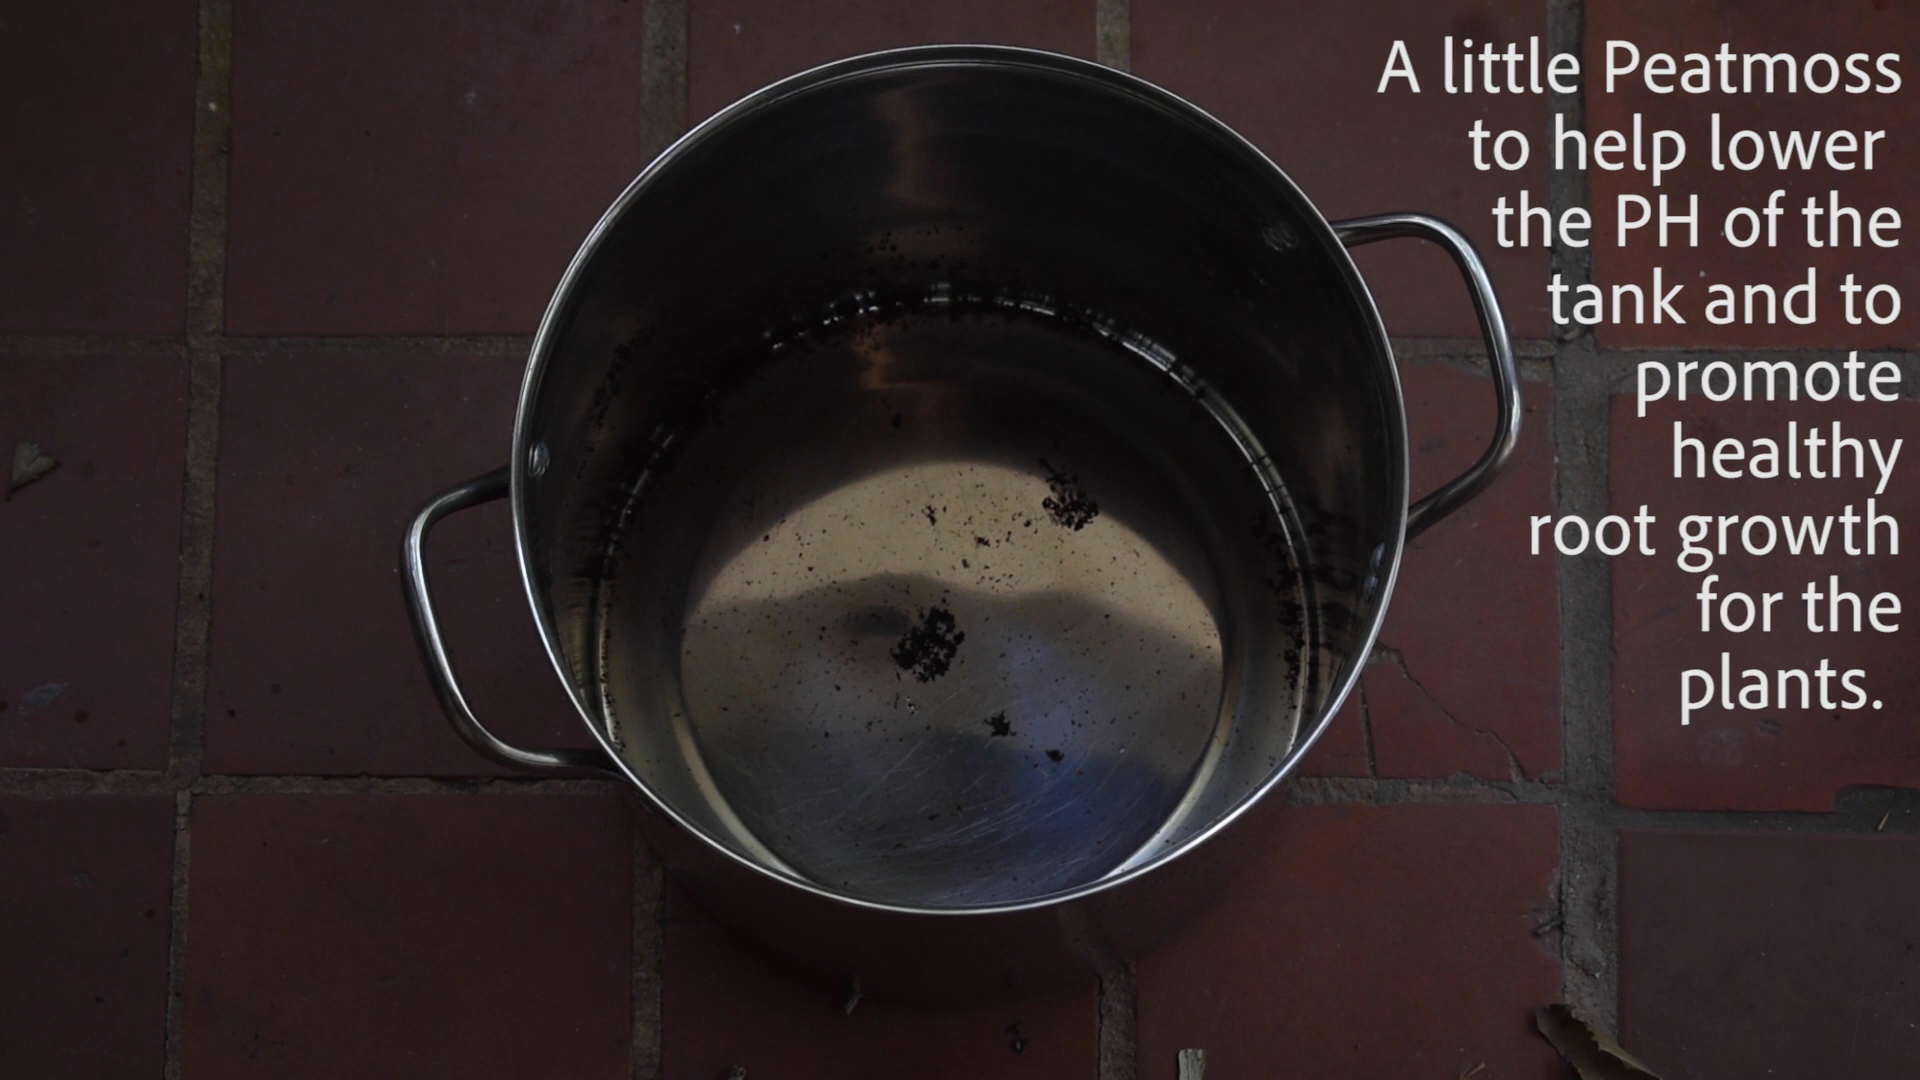 A little Peatmoss
to help lower
the PH of the
tank and to
promote
healthy
root growth
for the
plants.